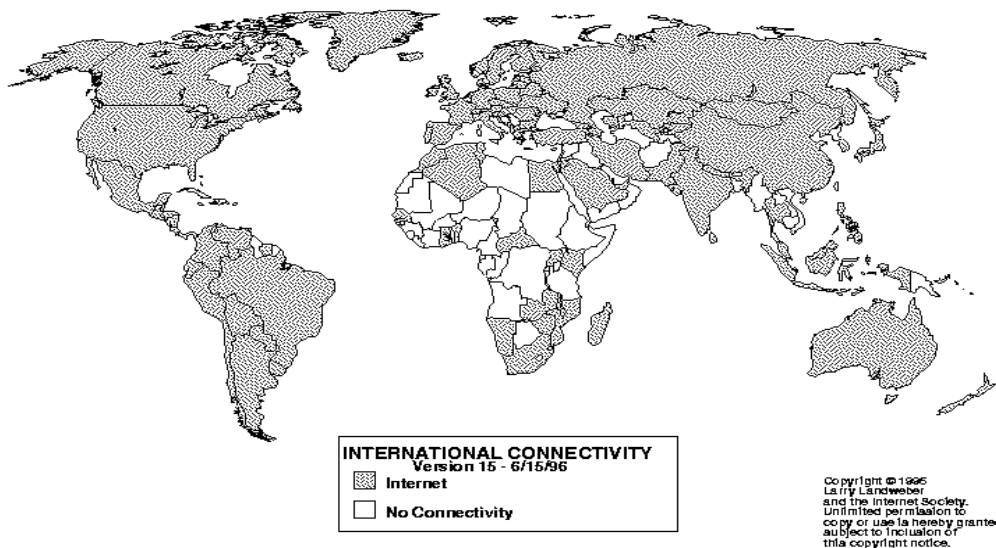 INTERNATIONAL CONNECTIVITY
Version 15 - 6/15/96
Internet
No Connectivity
Copyright © 1995
Larry Landweber
and the Internet Society.
Unlimited permission to
copy or use is hereby grante
subject to inclusion of
this copyright notice.